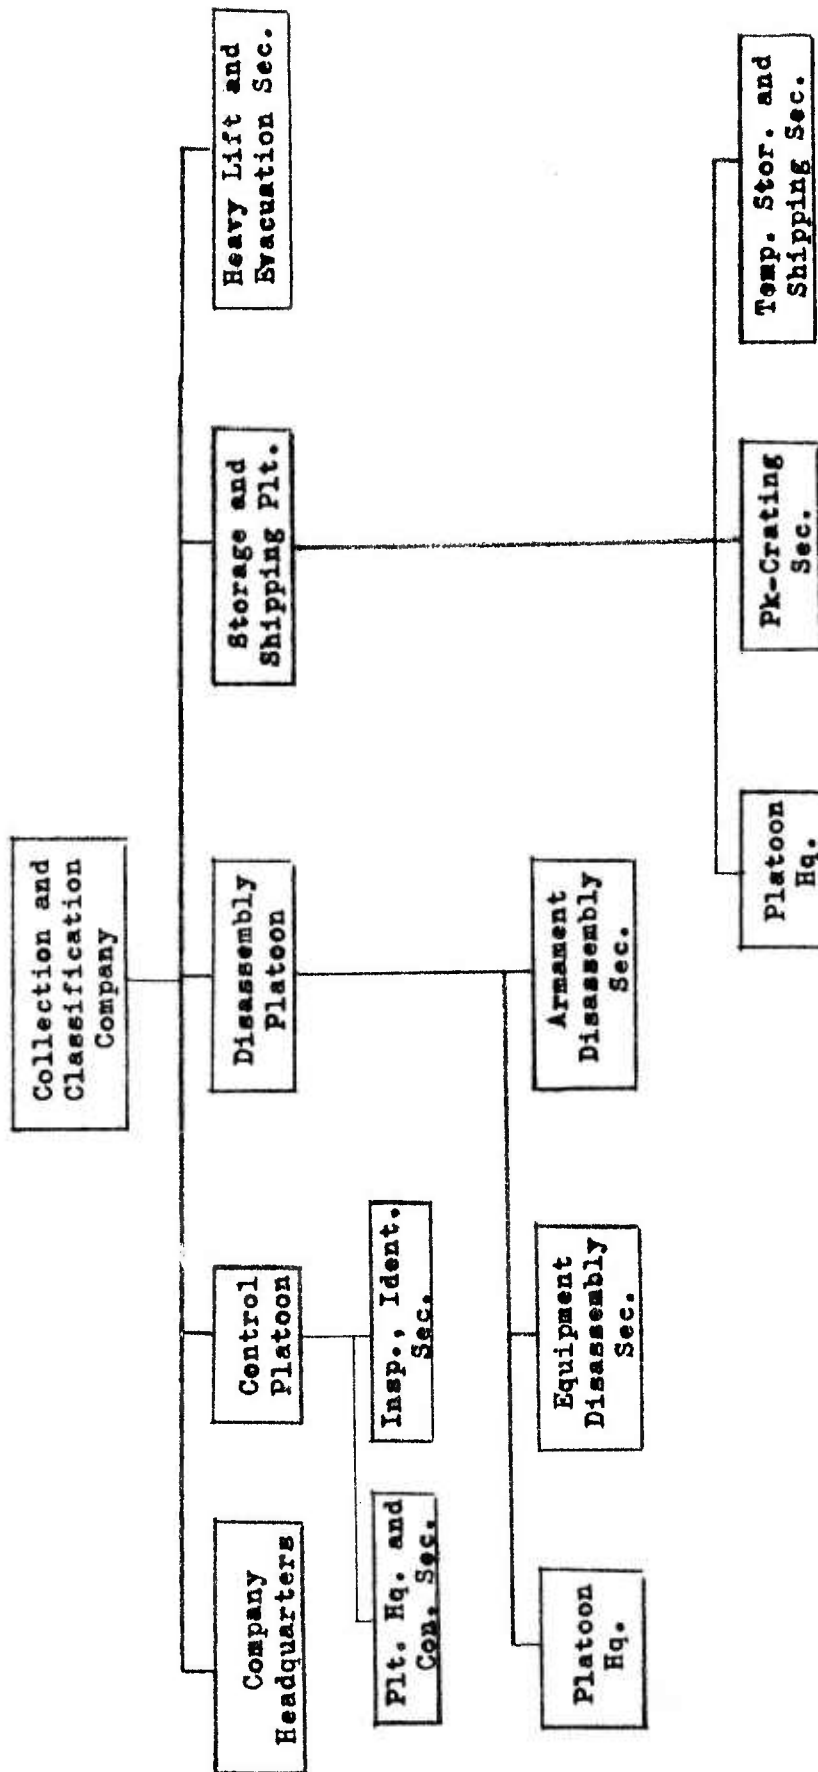 Collection and
Classification
Company
Company
Headquarters
Control
Platoon
Disassembly
Platoon
Storage and
Shipping Plt.
Heavy Lift and
Evacuation Sec.
Plt. Hq. and
Con. Sec.
Insp., Ident.
Sec.
Platoon
Hq.
Equipment
Disassembly
Sec.
Armament
Disassembly
Sec.
Platoon
Hq.
Pk-Crating
Sec.
Temp. Stor. and
Shipping Sec.